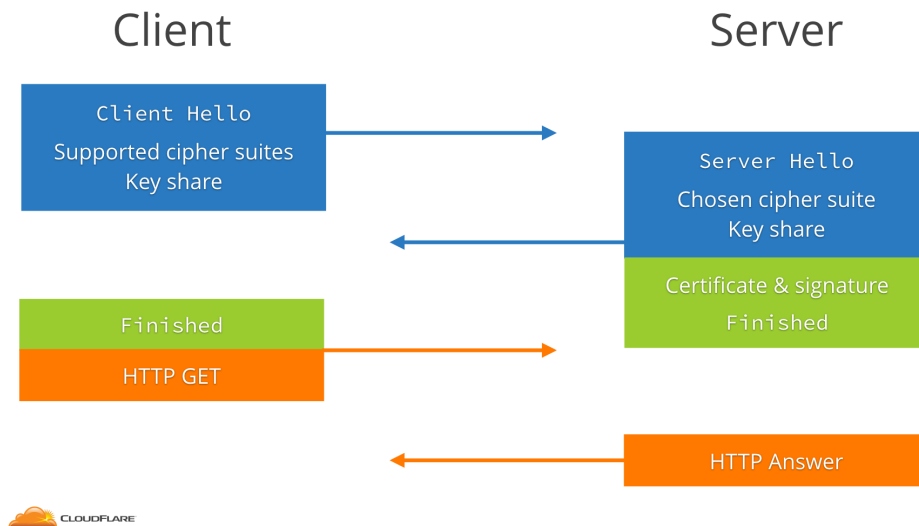 Client
Server
Client Hello
Supported cipher suites
Key share
Server Hello
Chosen cipher suite
Key share
Certificate & signature
Finished
Finished
HTTP GET
HTTP Answer
CLOUDFLARE